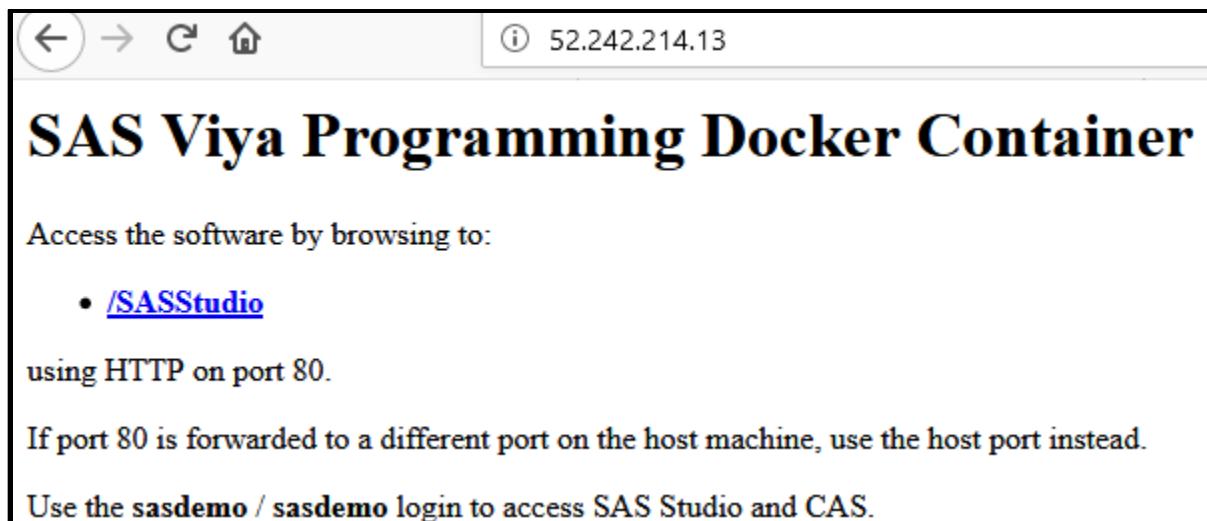 52.242.214.13
SAS Viya Programming Docker Container
Access the software by browsing to:
• /SASStudio
using HTTP on port 80.
If port 80 is forwarded to a different port on the host machine, use the host port instead.
Use the sasdemo / sasdemo login to access SAS Studio and CAS.